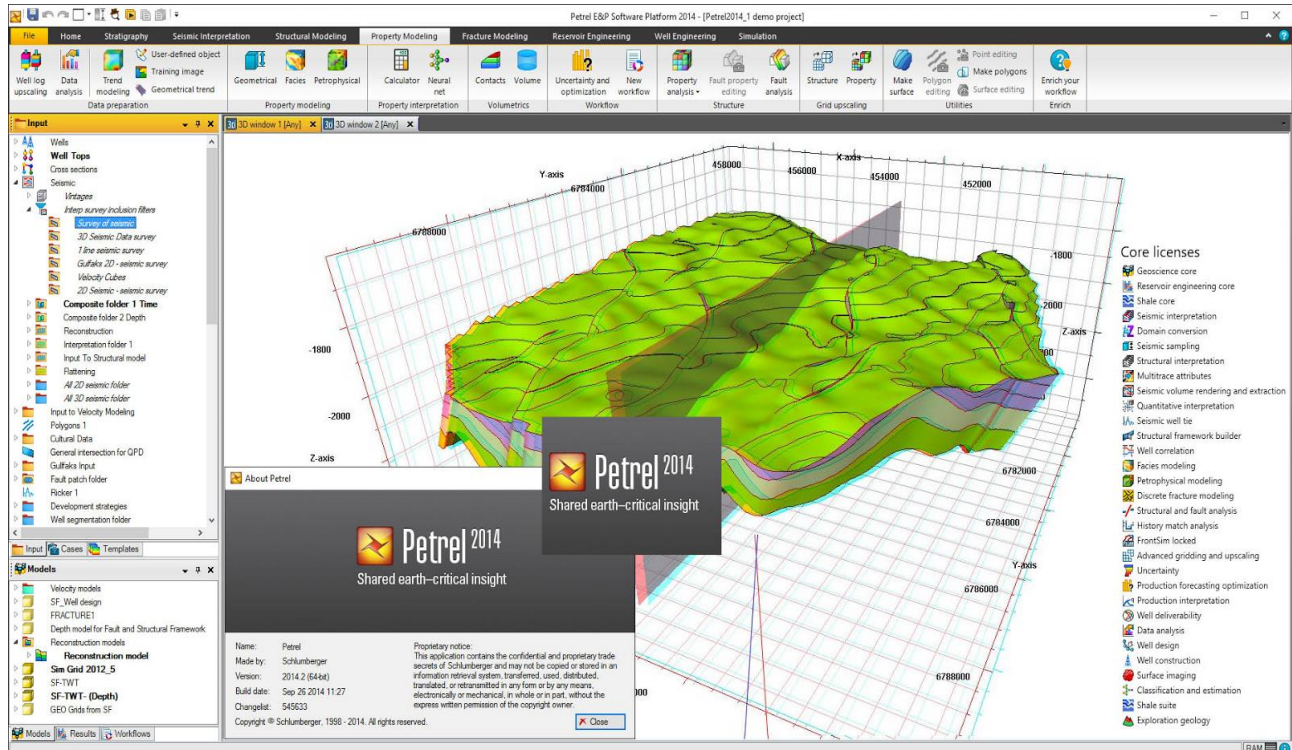 Petrel E&P Software Platform 2014 - [Petrel2014_1 demo project]
File Home Stratigraphy Seismic Interpretation Structural Modeling Property Modeling Fracture Modeling Reservoir Engineering Well Engineering Simulation
Well log upscaling
Data analysis
Trend modeling
User-defined object
Training image
Geometrical trend
Geometrical
Facies
Petrophysical
Calculator
Neural net
Contacts
Volume
Uncertainty and optimization
New workflow
Property analysis
Fault property editing
Fault analysis
Structure
Property
Make surface
Polygon editing
Point editing
Make polygons
Surface editing
Enrich your workflow
Data preparation
Property modeling
Property interpretation
Volumetrics
Workflow
Structure
Grid upscaling
Utilities
Enrich
Input
Wells
Well Tops
Cross sections
Seismic
Vintages
Interp survey inclusion filters
Survey of seismic
3D Seismic Data survey
1 line seismic survey
Gulfaks 2D - seismic survey
Velocity Cubes
2D Seismic - seismic survey
Composite folder 1 Time
Composite folder 2 Depth
Reconstruction
Interpretation folder 1
Input To Structural model
Flattening
All 2D seismic folder
All 3D seismic folder
Input to Velocity Modeling
Polygons 1
Cultural Data
General intersection for QPD
Gullfaks Input
Fault patch folder
Ricker 1
Development strategies
Well segmentation folder
Input Cases Templates
Models
Velocity models
SF_Well design
FRACTURE1
Depth model for Fault and Structural Framework
Reconstruction models
Reconstruction model
Sim Grid 2012_5
SF-TWT
SF-TWT- (Depth)
GEO Grids from SF
Models Results Workflows
3D window 1 [Any]
3D window 2 [Any]
Y-axis
6784000
6788000
458000
X-axis
456000
454000
452000
-1800
-2000
Z-axis
-1800
-2000
Z-axis
6782000
6784000
Y-axis
6786000
6788000
Core licenses
Geoscience core
Reservoir engineering core
Shale core
Seismic interpretation
Domain conversion
Seismic sampling
Structural interpretation
Multitrace attributes
Seismic volume rendering and extraction
Quantitative interpretation
Seismic well tie
Structural framework builder
Well correlation
Facies modeling
Petrophysical modeling
Discrete fracture modeling
Structural and fault analysis
History match analysis
FrontSim locked
Advanced gridding and upscaling
Uncertainty
Production forecasting optimization
Production interpretation
Well deliverability
Data analysis
Well design
Well construction
Surface imaging
Classification and estimation
Shale suite
Exploration geology
Petrel 2014
Shared earth–critical insight
About Petrel
Petrel 2014
Shared earth–critical insight
Name: Petrel
Made by: Schlumberger
Version: 2014.2 (64-bit)
Build date: Sep 26 2014 11:27
Changelist: 545633
Proprietary notice:
This application contains the confidential and proprietary trade
secrets of Schlumberger and may not be copied or stored in an
information retrieval system, transferred, used, distributed,
translated, or retransmitted in any form or by any means,
electronically or mechanical, in whole or in part, without the
express written permission of the copyright owner.
Copyright © Schlumberger, 1998 - 2014. All rights reserved.
Close
RAM